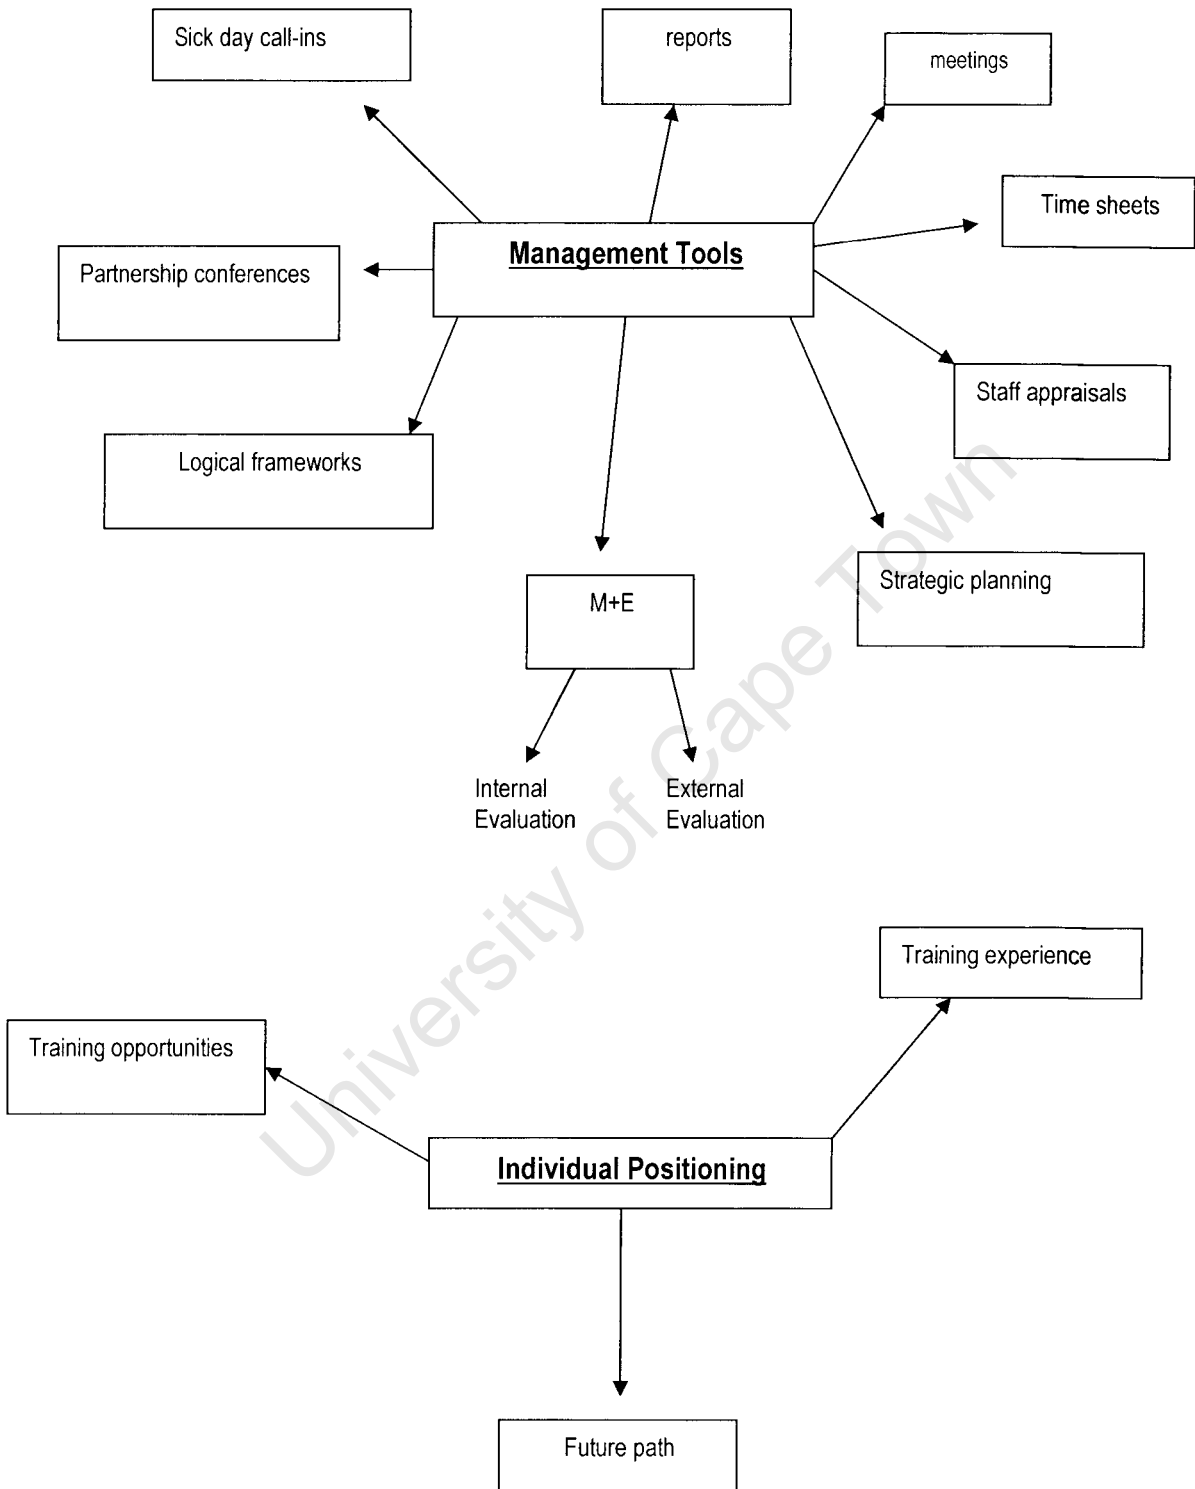 Sick day call-ins
reports
meetings
Time sheets
Management Tools
Partnership conferences
Staff appraisals
Logical frameworks
Strategic planning
M+E
Internal
Evaluation
External
Evaluation
Training experience
Training opportunities
Individual Positioning
Future path
University of Cape Town